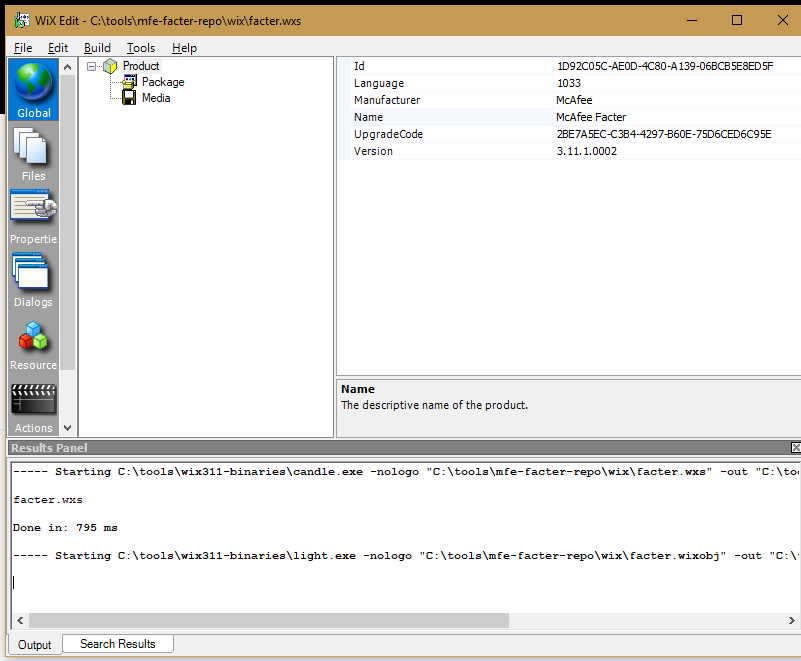 WiX Edit - C:\tools\mfe-facter-repo\wix\facter.wxs
File Edit Build Tools Help
Global
Files
Propertie
Dialogs
Resource
Actions
Product
Package
Media
Id 1D92C05C-AE0D-4C80-A139-06BCB5E8ED5F
Language 1033
Manufacturer McAfee
Name McAfee Facter
UpgradeCode 2BE7A5EC-C3B4-4297-B60E-75D6CED6C95E
Version 3.11.1.0002
Name
The descriptive name of the product.
Results Panel
----- Starting C:\tools\wix311-binaries\candle.exe -nologo "C:\tools\mfe-facter-repo\wix\facter.wxs" -out "C:\too
facter.wxs
Done in: 795 ms
----- Starting C:\tools\wix311-binaries\light.exe -nologo "C:\tools\mfe-facter-repo\wix\facter.wixobj" -out "C:\
Output Search Results